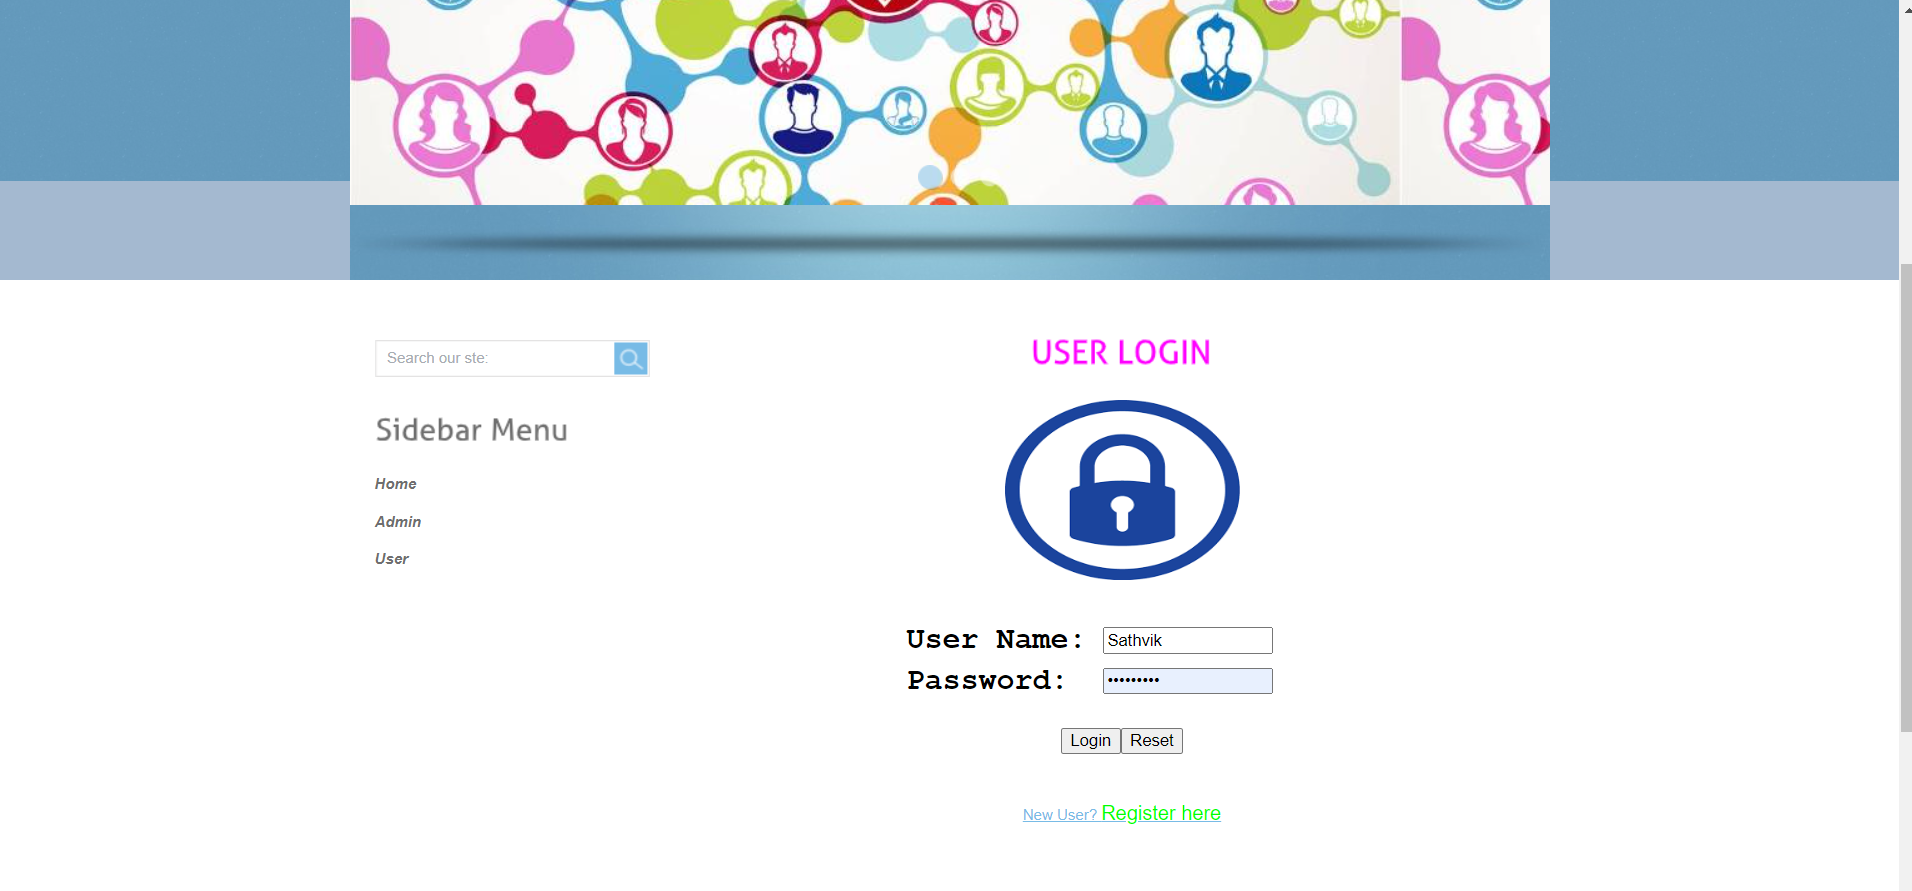 Search our ste:
Sidebar Menu
Home
Admin
User
USER LOGIN
User Name: Sathvik
Password: •••••••••
Login Reset
New User? Register here